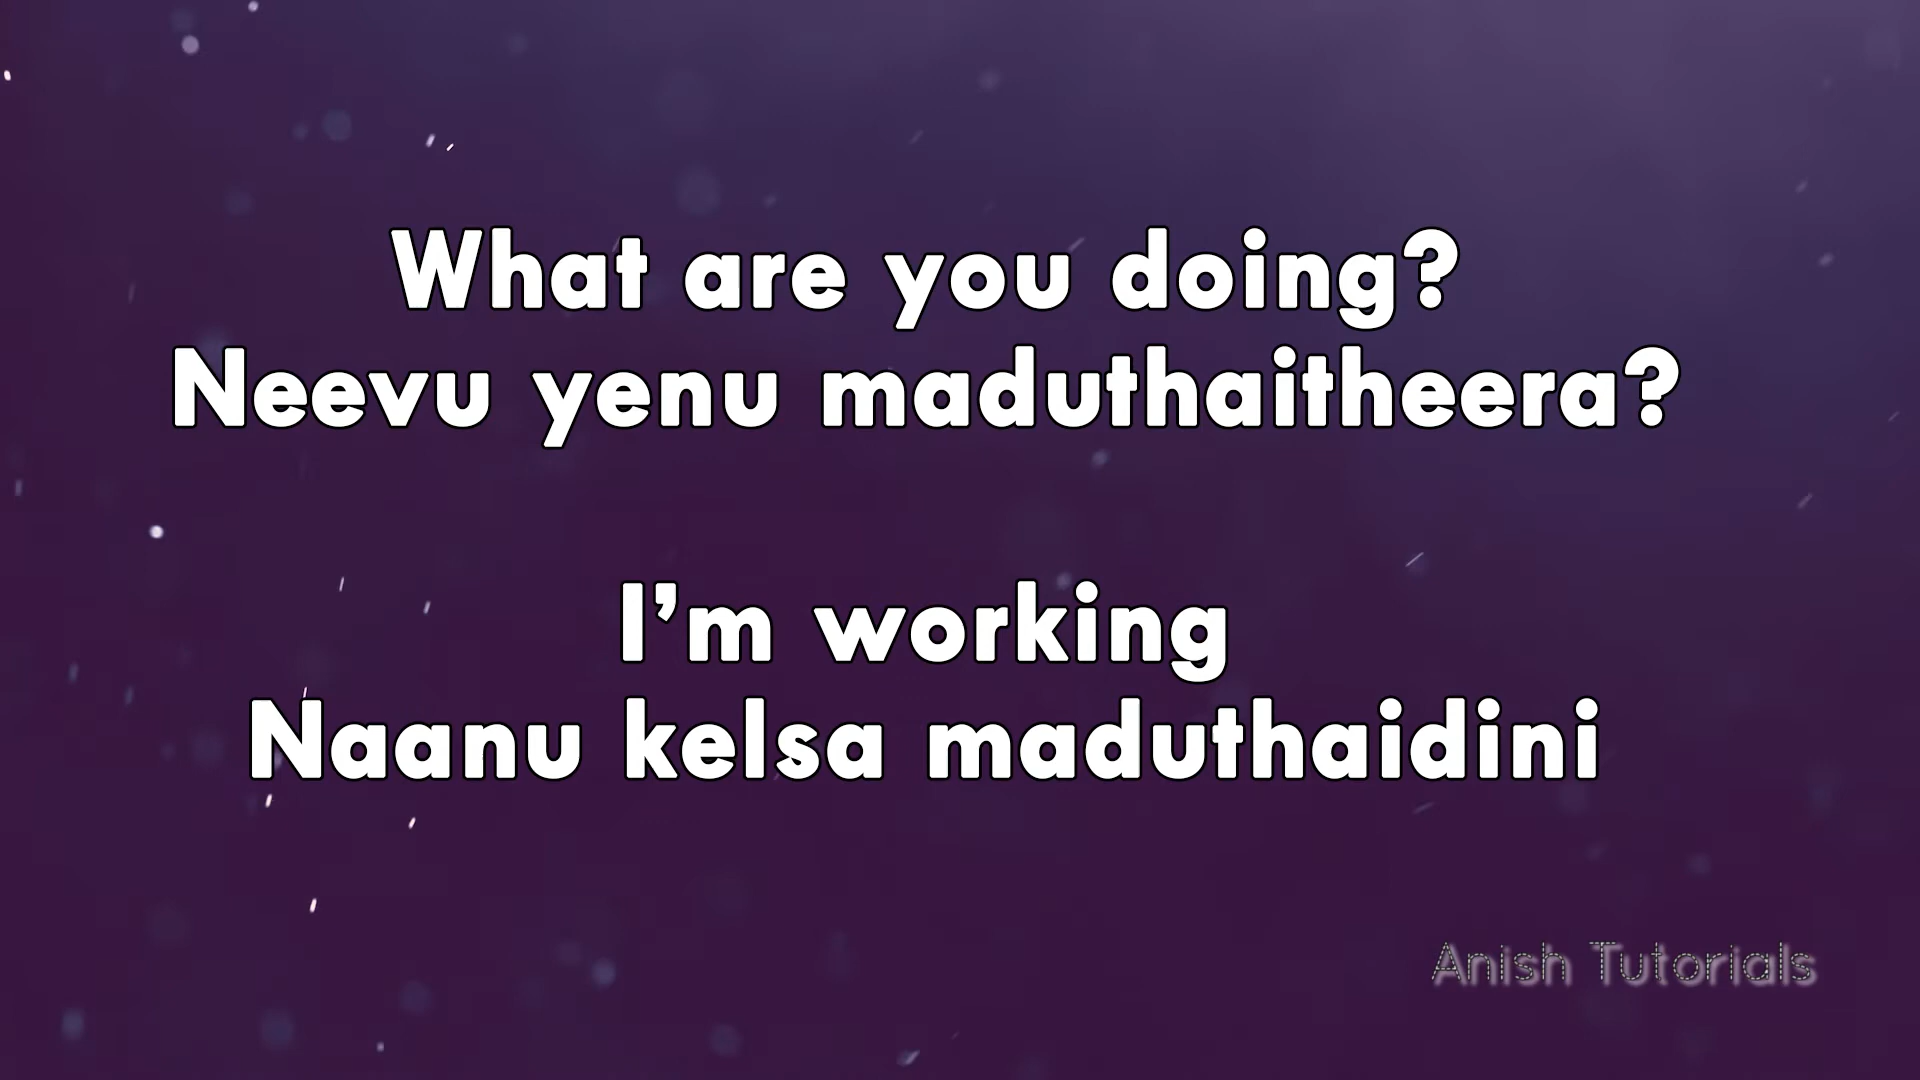 What are you doing?
Neevu yenu maduthaitheera?
I'm working
Naanu kelsa maduthaidini
Anish Tutorials